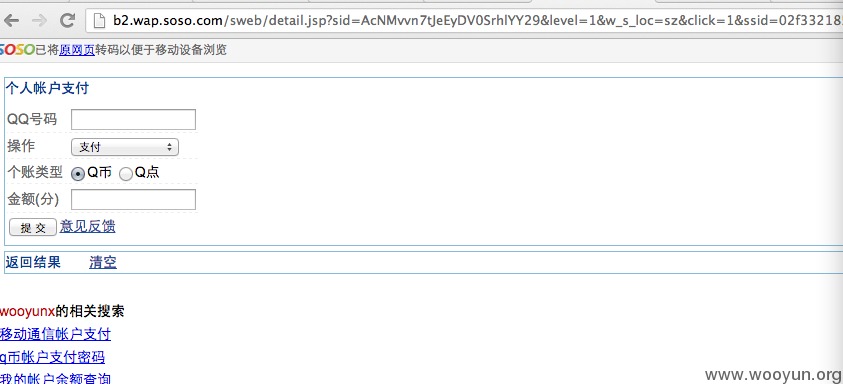 b2.wap.soso.com/sweb/detail.jsp?sid=AcNMvvn7tJeEyDV0SrhlYY29&level=1&w_s_loc=sz&click=1&ssid=02f33218
SOSO已将原网页转码以便于移动设备浏览
个人帐户支付
QQ号码
操作 支付
个账类型 Q币 Q点
金额(分)
提 交 意见反馈
返回结果 清空
wooyunx的相关搜索
移动通信帐户支付
q币帐户支付密码
我的帐户余额查询
www.wooyun.org